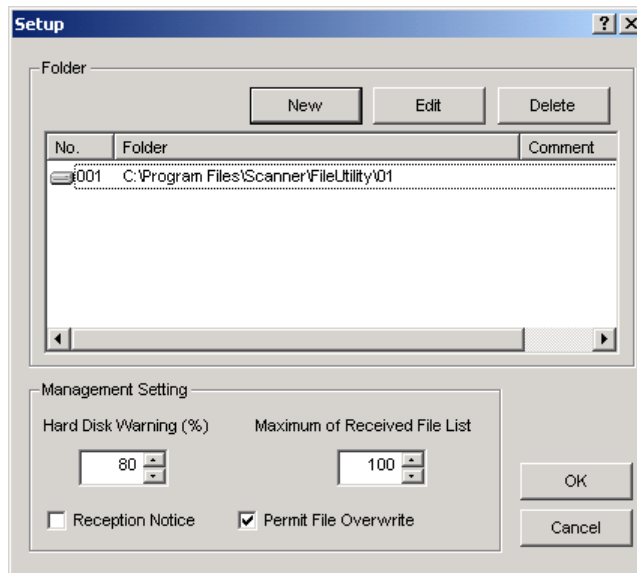 Setup
Folder
New Edit Delete
No. Folder Comment
001 C:\Program Files\Scanner\FileUtility\01
Management Setting
Hard Disk Warning (%) Maximum of Received File List
80 100
OK
Reception Notice Permit File Overwrite
Cancel